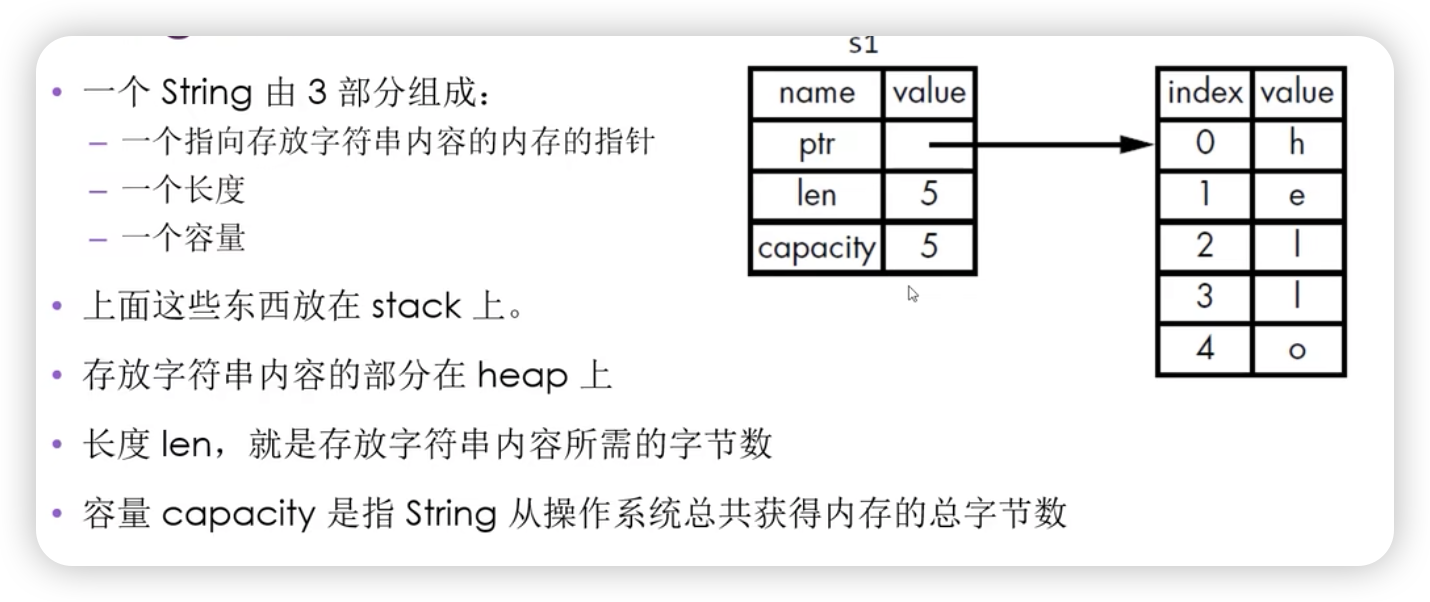 s1
• 一个 String 由 3 部分组成：
– 一个指向存放字符串内容的内存的指针
– 一个长度
– 一个容量
• 上面这些东西放在 stack 上。
• 存放字符串内容的部分在 heap 上
• 长度 len，就是存放字符串内容所需的字节数
• 容量 capacity 是指 String 从操作系统总共获得内存的总字节数
name value
ptr
len 5
capacity 5
index value
0 h
1 e
2 l
3 l
4 o